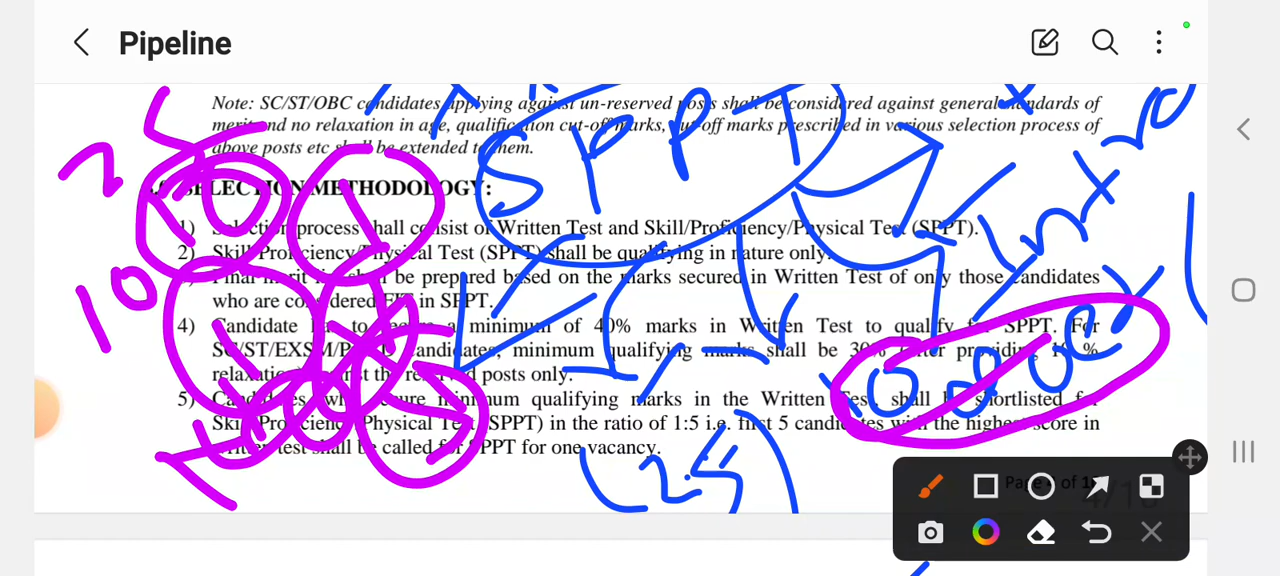 Pipeline
Note: SC/ST/OBC candidates applying against un-reserved posts shall be considered against general standards of
merit and no relaxation in age, qualification cut-off marks, cut-off marks prescribed in various selection process of
above posts etc shall be extended to them.
SELECTION METHODOLOGY:
1) Selection process shall consist of Written Test and Skill/Proficiency/Physical Test (SPPT).
2) Skill/Proficiency/Physical Test (SPPT) shall be qualifying in nature only.
Final merit list shall be prepared based on the marks secured in Written Test of only those candidates
who are considered FIT in SPPT.
4) Candidate has to secure a minimum of 40% marks in Written Test to qualify for SPPT. For
SC/ST/EXSM/ candidates, minimum qualifying marks shall be 30% after providing 10 %
relaxation against the reserved posts only.
5) Candidates who secure minimum qualifying marks in the Written Test, shall be shortlisted for
Skill/Proficiency/Physical Test (SPPT) in the ratio of 1:5 i.e. first 5 candidates with the highest score in
written test shall be called for SPPT for one vacancy.
SPPT
25
10
(25)
Page 4 of 1